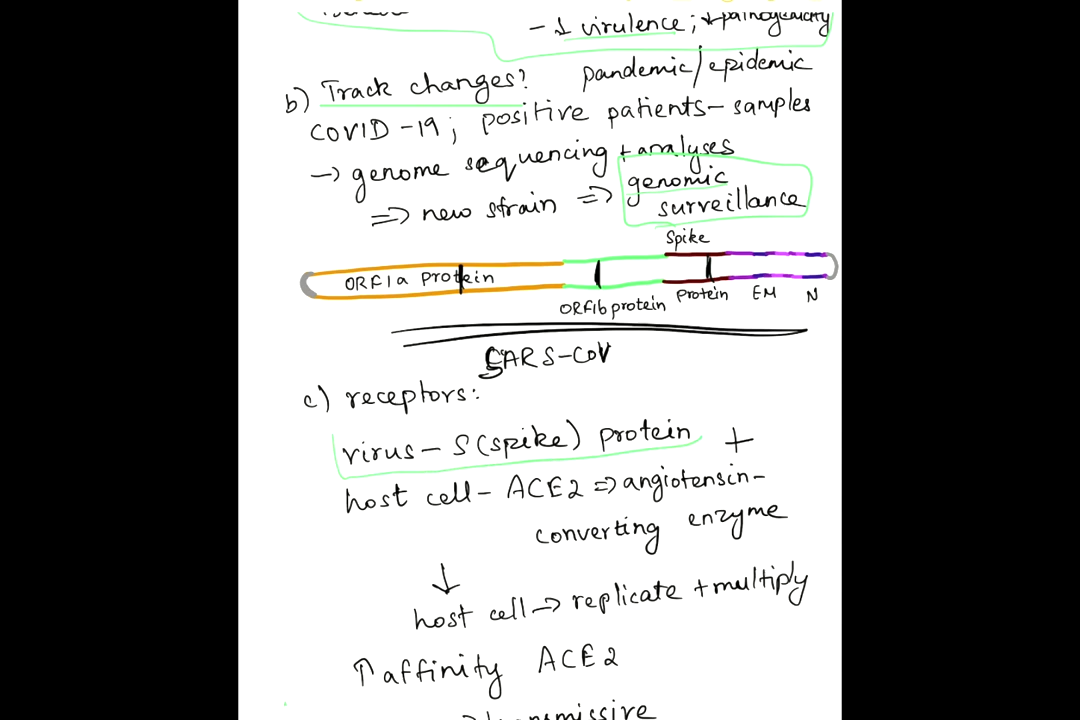 - ↓ virulence; ↓ pathogenicity
b) Track changes? pandemic/epidemic
COVID-19; positive patients - samples
→ genome sequencing + analyses
⇒ new strain ⇒ genomic
surveillance
Spike
ORF1a protein
ORF1b protein Protein EM N
SARS-COV
c) receptors:
virus - S(spike) protein +
host cell - ACE2 ⇒ angiotensin-
converting enzyme
↓
host cell → replicate + multiply
↑ affinity ACE2
transmissive